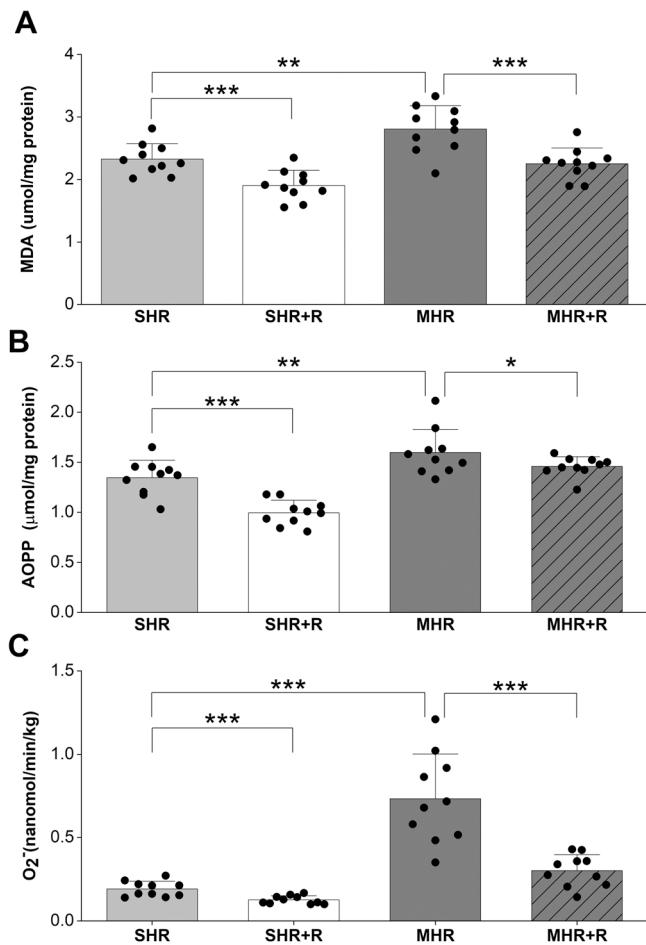 A
MDA (umol/mg protein)
4
3
2
1
0
**
***
***
SHR
SHR+R
MHR
MHR+R
B
AOPP (μmol/mg protein)
2.5
2.0
1.5
1.0
0.5
0.0
**
*
***
SHR
SHR+R
MHR
MHR+R
C
O₂⁻(nanomol/min/kg)
1.5
1.0
0.5
0.0
***
***
***
SHR
SHR+R
MHR
MHR+R